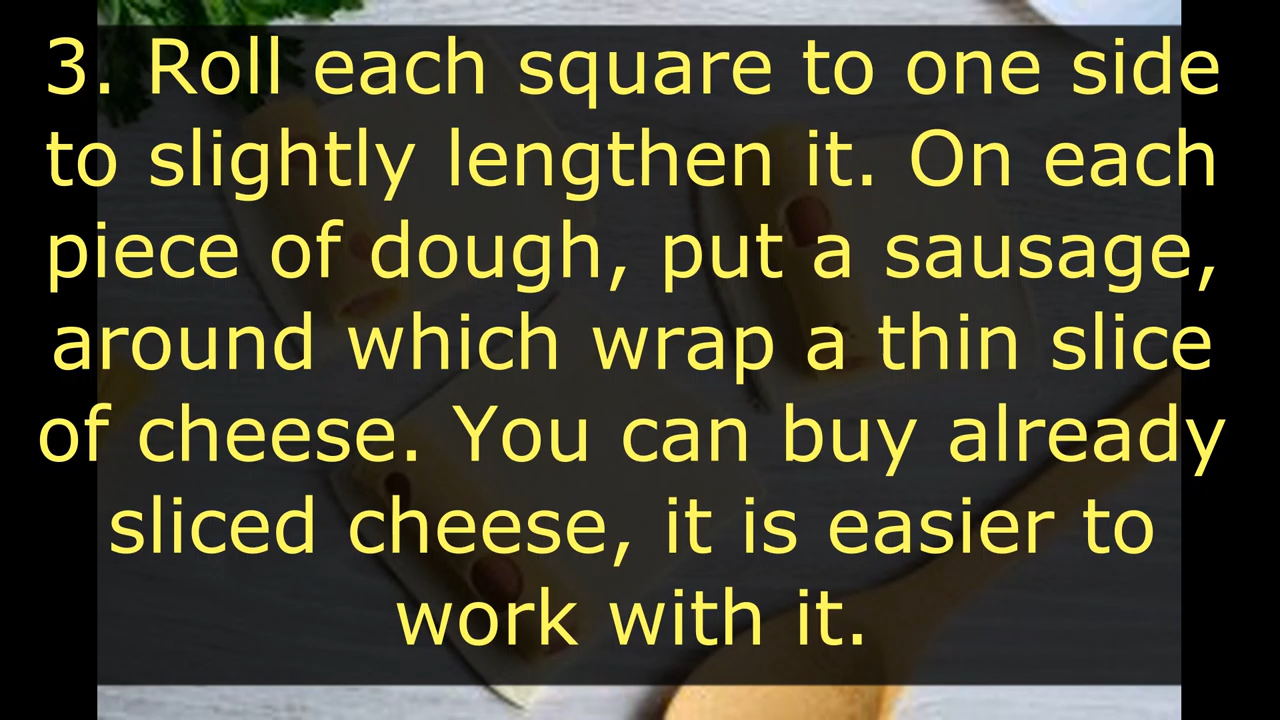 3. Roll each square to one side
to slightly lengthen it. On each
piece of dough, put a sausage,
around which wrap a thin slice
of cheese. You can buy already
sliced cheese, it is easier to
work with it.